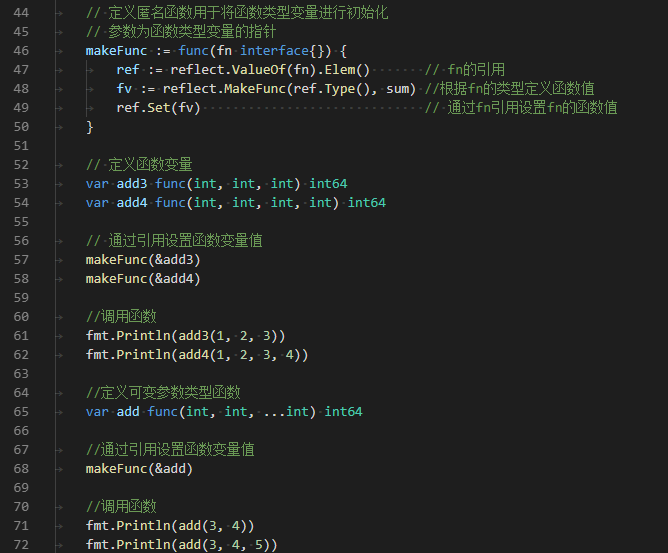 44 // 定义匿名函数用于将函数类型变量进行初始化
45 // 参数为函数类型变量的指针
46 makeFunc := func(fn interface{}) {
47 ref := reflect.ValueOf(fn).Elem() // fn的引用
48 fv := reflect.MakeFunc(ref.Type(), sum) //根据fn的类型定义函数值
49 ref.Set(fv) // 通过fn引用设置fn的函数值
50 }
51
52 // 定义函数变量
53 var add3 func(int, int, int) int64
54 var add4 func(int, int, int, int) int64
55
56 // 通过引用设置函数变量值
57 makeFunc(&add3)
58 makeFunc(&add4)
59
60 //调用函数
61 fmt.Println(add3(1, 2, 3))
62 fmt.Println(add4(1, 2, 3, 4))
63
64 //定义可变参数类型函数
65 var add func(int, int, ...int) int64
66
67 //通过引用设置函数变量值
68 makeFunc(&add)
69
70 //调用函数
71 fmt.Println(add(3, 4))
72 fmt.Println(add(3, 4, 5))